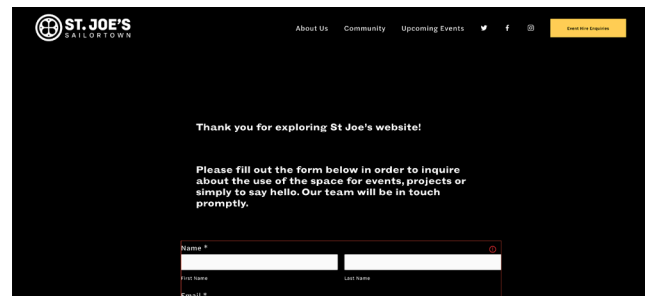 ST. JOE'S
SAILORTOWN
About Us Community Upcoming Events Event Hire Enquiries
Thank you for exploring St Joe's website!
Please fill out the form below in order to inquire
about the use of the space for events, projects or
simply to say hello. Our team will be in touch
promptly.
Name *
First Name Last Name
Email *